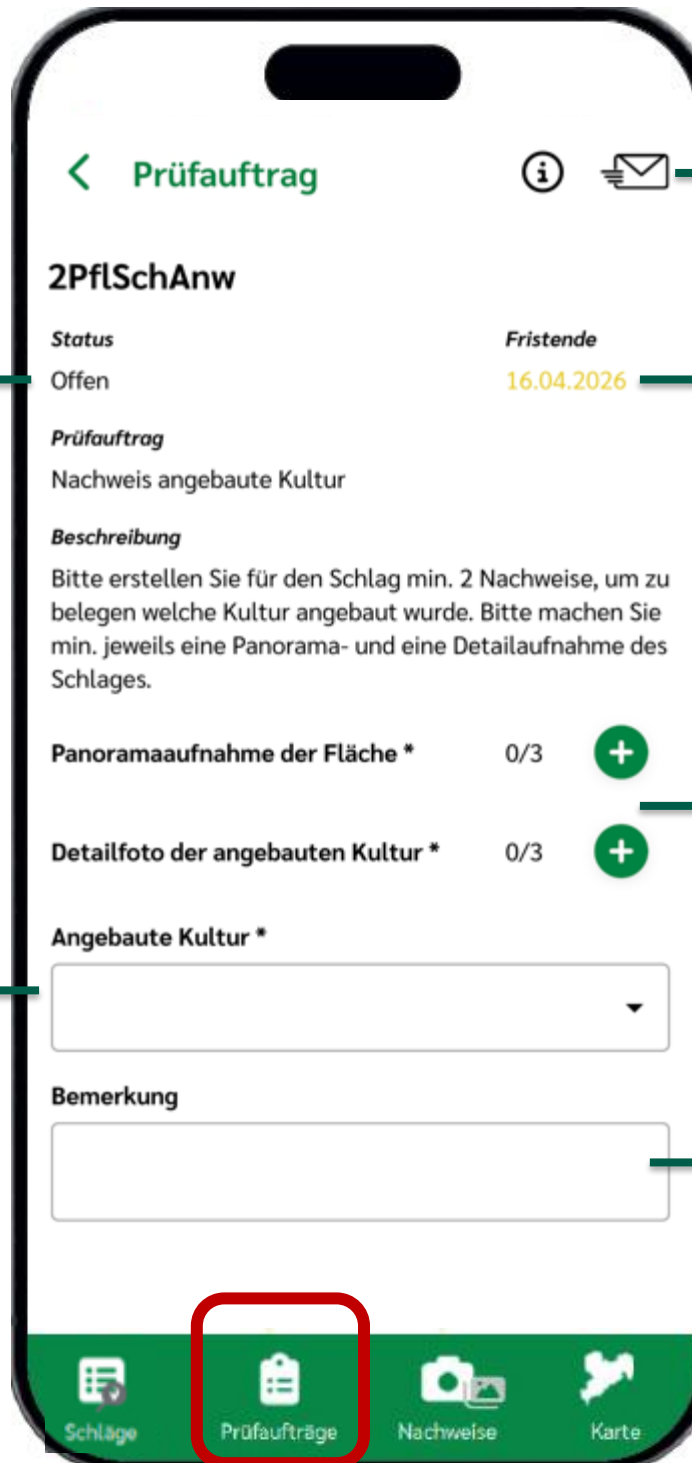 Prüfauftrag
2PflSchAnw
Status Fristende
Offen 16.04.2026
Prüfauftrag
Nachweis angebaute Kultur
Beschreibung
Bitte erstellen Sie für den Schlag min. 2 Nachweise, um zu
belegen welche Kultur angebaut wurde. Bitte machen Sie
min. jeweils eine Panorama- und eine Detailaufnahme des
Schlages.
Panoramaaufnahme der Fläche * 0/3
Detailfoto der angebauten Kultur * 0/3
Angebaute Kultur *
Bemerkung
Schläge Prüfaufträge Nachweise Karte